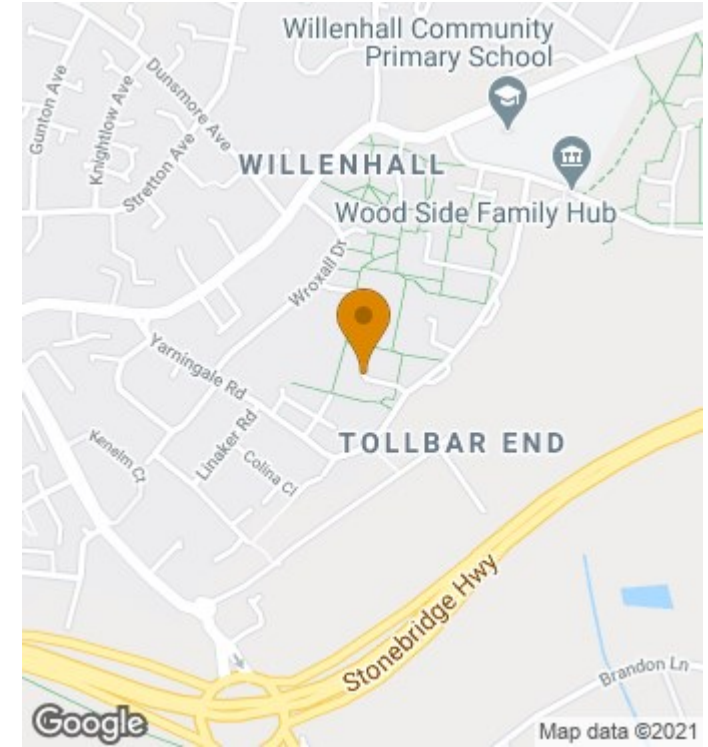 Willenhall Community
Primary School
Gunton Ave
Knightlow Ave
Dunsmore Ave
Stretton Ave
WILLENHALL
Wood Side Family Hub
Wroxall Dr
Yarningale Rd
Linaker Rd
Kenelm Ct
Colina Cl
TOLLBAR END
Stonebridge Hwy
Brandon Ln
Google
Map data ©2021